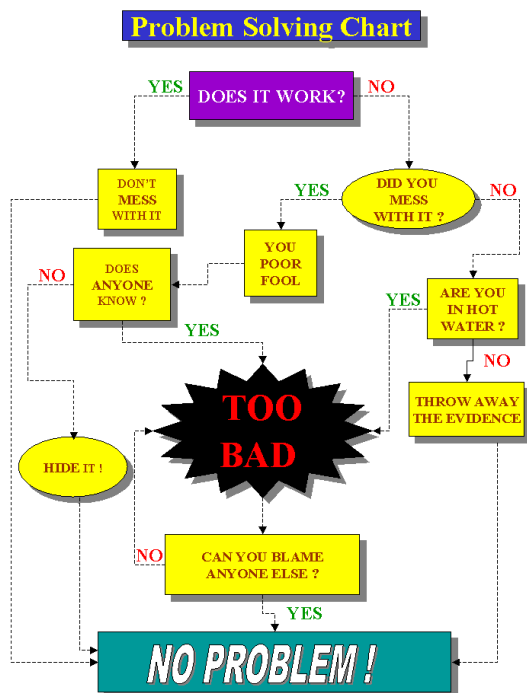 Problem Solving Chart
YES
DOES IT WORK?
NO
DON'T
MESS
WITH IT
YES
DID YOU
MESS
WITH IT ?
NO
YOU
POOR
FOOL
NO
DOES
ANYONE
KNOW ?
YES
YES
ARE YOU
IN HOT
WATER ?
NO
THROW AWAY
THE EVIDENCE
TOO
BAD
HIDE IT !
NO
CAN YOU BLAME
ANYONE ELSE ?
YES
NO PROBLEM !